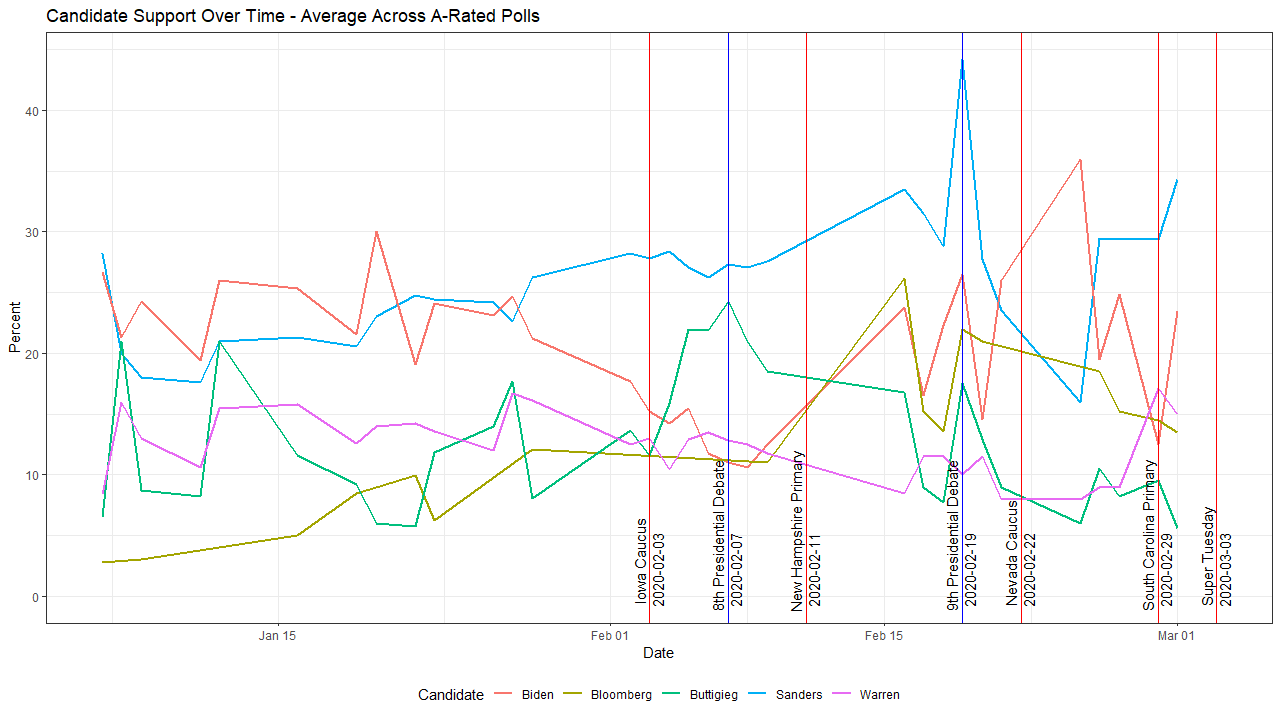 Candidate Support Over Time - Average Across A-Rated Polls
Percent
40
30
20
10
0
Iowa Caucus
2020-02-03
8th Presidential Debate
2020-02-07
New Hampshire Primary
2020-02-11
9th Presidential Debate
2020-02-19
Nevada Caucus
2020-02-22
South Carolina Primary
2020-02-29
Super Tuesday
2020-03-03
Jan 15
Feb 01
Feb 15
Mar 01
Date
Candidate
Biden
Bloomberg
Buttigieg
Sanders
Warren